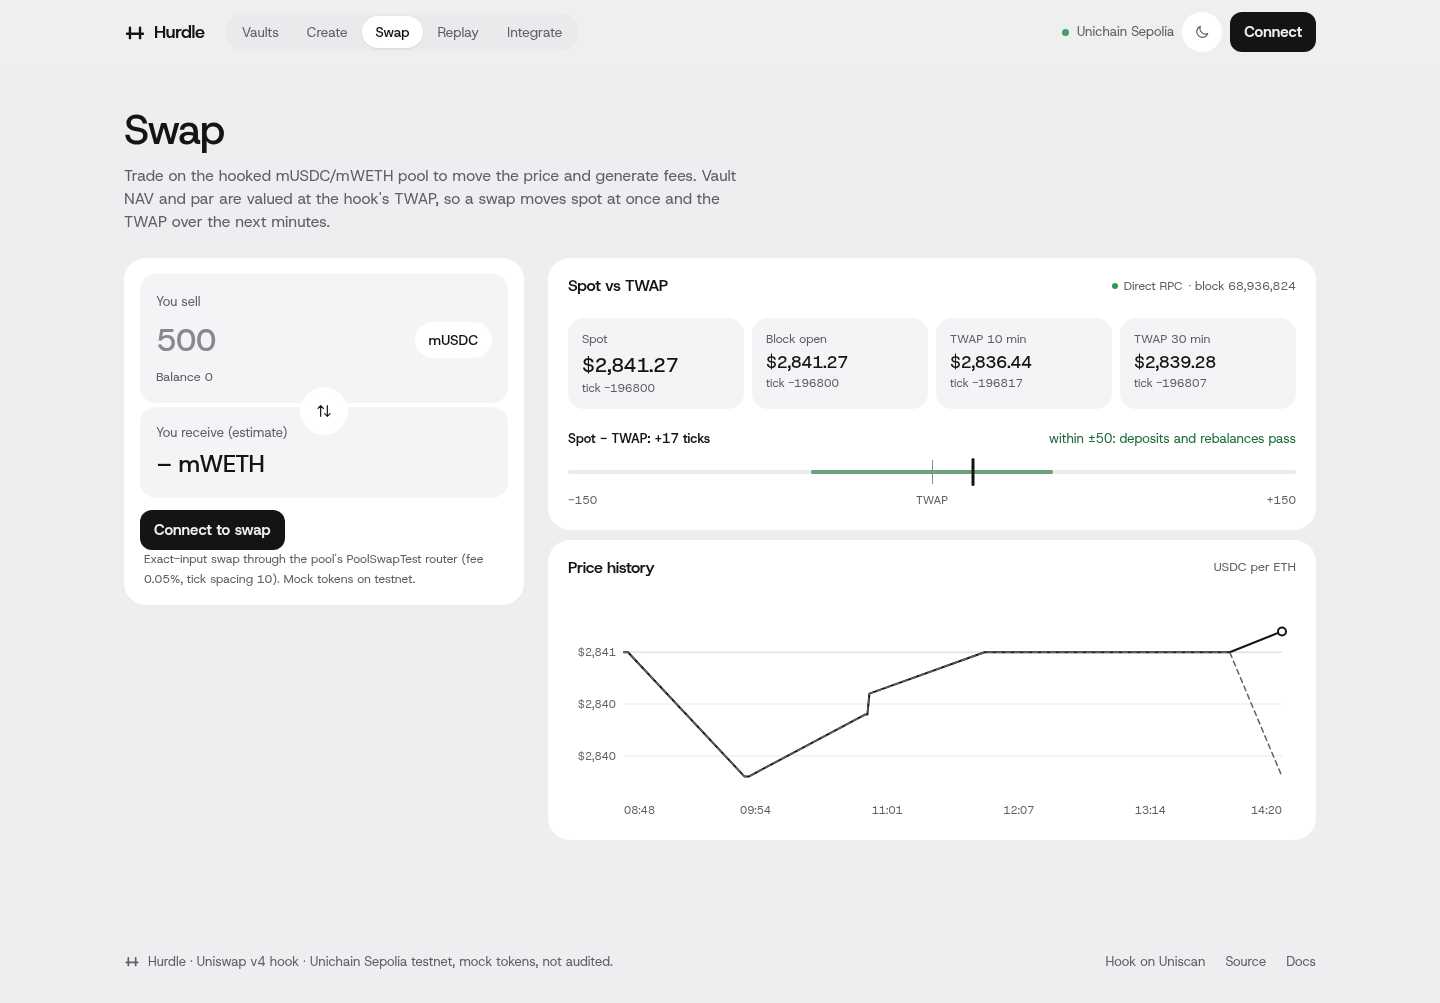 Hurdle
Vaults
Create
Swap
Replay
Integrate
Unichain Sepolia
Connect
Swap
Trade on the hooked mUSDC/mWETH pool to move the price and generate fees. Vault
NAV and par are valued at the hook's TWAP, so a swap moves spot at once and the
TWAP over the next minutes.
You sell
500
mUSDC
Balance 0
You receive (estimate)
– mWETH
Connect to swap
Exact-input swap through the pool's PoolSwapTest router (fee
0.05%, tick spacing 10). Mock tokens on testnet.
Spot vs TWAP
Direct RPC · block 68,936,824
Spot
$2,841.27
tick −196800
Block open
$2,841.27
tick −196800
TWAP 10 min
$2,836.44
tick −196817
TWAP 30 min
$2,839.28
tick −196807
Spot − TWAP: +17 ticks
within ±50: deposits and rebalances pass
−150
TWAP
+150
Price history
USDC per ETH
$2,841
$2,840
$2,840
08:48
09:54
11:01
12:07
13:14
14:20
Hurdle · Uniswap v4 hook · Unichain Sepolia testnet, mock tokens, not audited.
Hook on Uniscan
Source
Docs